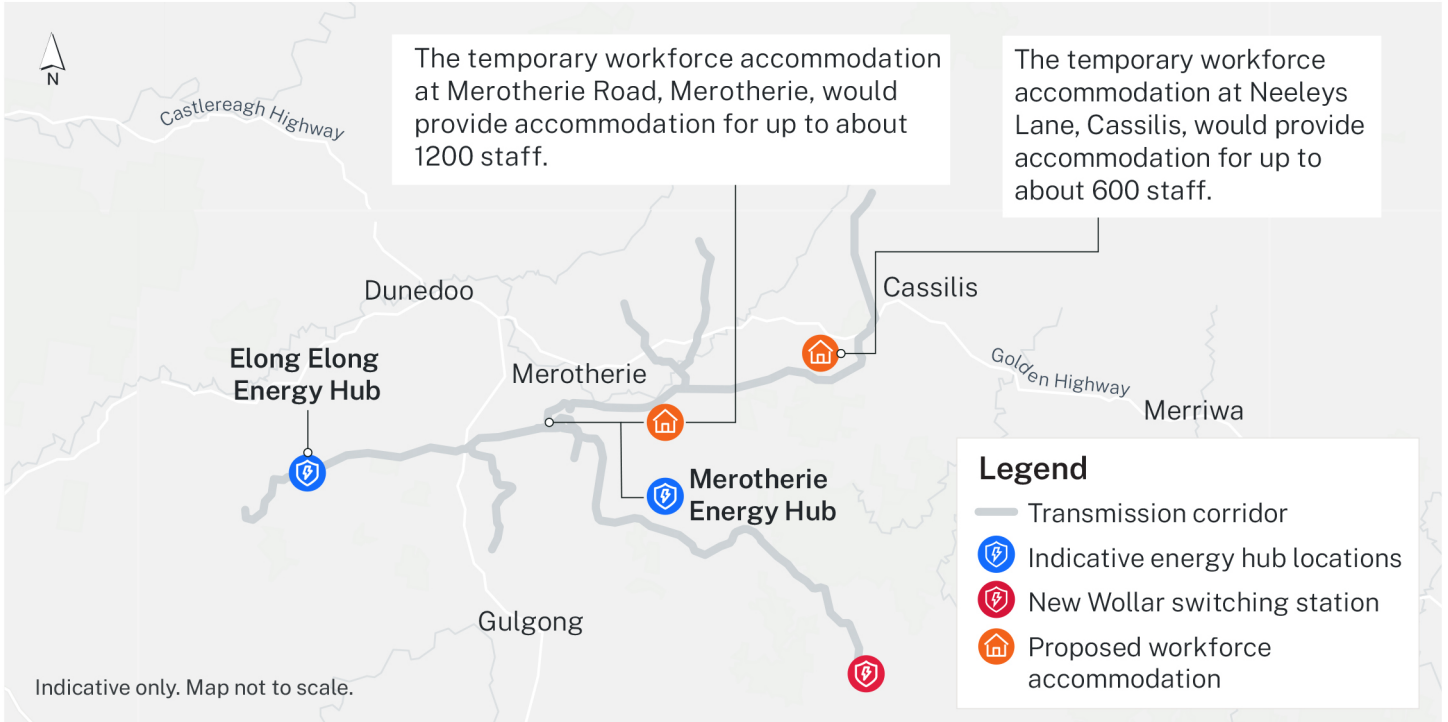 N
Castlereagh Highway
The temporary workforce accommodation
at Merotherie Road, Merotherie, would
provide accommodation for up to about
1200 staff.
The temporary workforce
accommodation at Neeleys
Lane, Cassilis, would provide
accommodation for up to
about 600 staff.
Dunedoo
Cassilis
Elong Elong
Energy Hub
Merotherie
Golden Highway
Merriwa
Merotherie
Energy Hub
Gulgong
Legend
Transmission corridor
Indicative energy hub locations
New Wollar switching station
Proposed workforce
accommodation
Indicative only. Map not to scale.